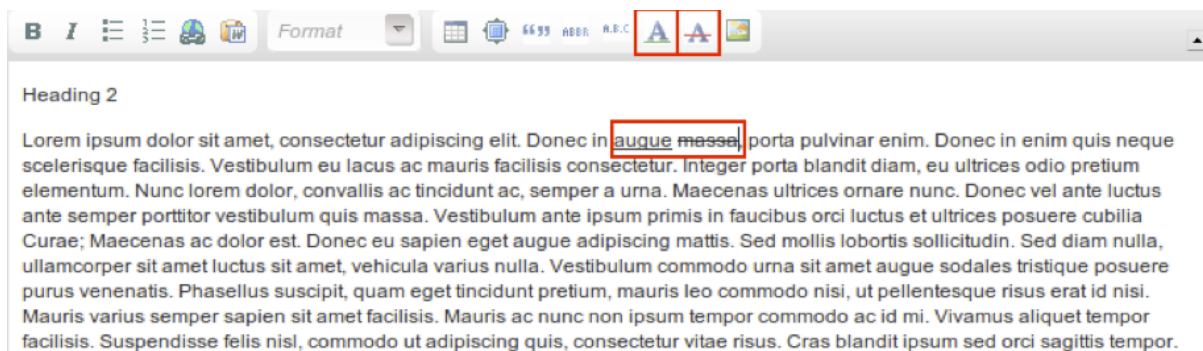 B I Format ABBR A.B.C A A
Heading 2
Lorem ipsum dolor sit amet, consectetur adipiscing elit. Donec in augue massa, porta pulvinar enim. Donec in enim quis neque
scelerisque facilisis. Vestibulum eu lacus ac mauris facilisis consectetur. Integer porta blandit diam, eu ultrices odio pretium
elementum. Nunc lorem dolor, convallis ac tincidunt ac, semper a urna. Maecenas ultrices ornare nunc. Donec vel ante luctus
ante semper porttitor vestibulum quis massa. Vestibulum ante ipsum primis in faucibus orci luctus et ultrices posuere cubilia
Curae; Maecenas ac dolor est. Donec eu sapien eget augue adipiscing mattis. Sed mollis lobortis sollicitudin. Sed diam nulla,
ullamcorper sit amet luctus sit amet, vehicula varius nulla. Vestibulum commodo urna sit amet augue sodales tristique posuere
purus venenatis. Phasellus suscipit, quam eget tincidunt pretium, mauris leo commodo nisi, ut pellentesque risus erat id nisi.
Mauris varius semper sapien sit amet facilisis. Mauris ac nunc non ipsum tempor commodo ac id mi. Vivamus aliquet tempor
facilisis. Suspendisse felis nisl, commodo ut adipiscing quis, consectetur vitae risus. Cras blandit ipsum sed orci sagittis tempor.